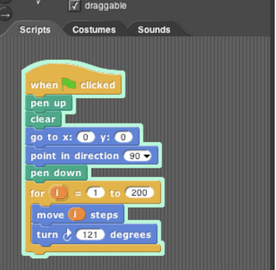 draggable
Scripts Costumes Sounds
when clicked
pen up
clear
go to x: 0 y: 0
point in direction 90
pen down
for i = 1 to 200
move i steps
turn 121 degrees